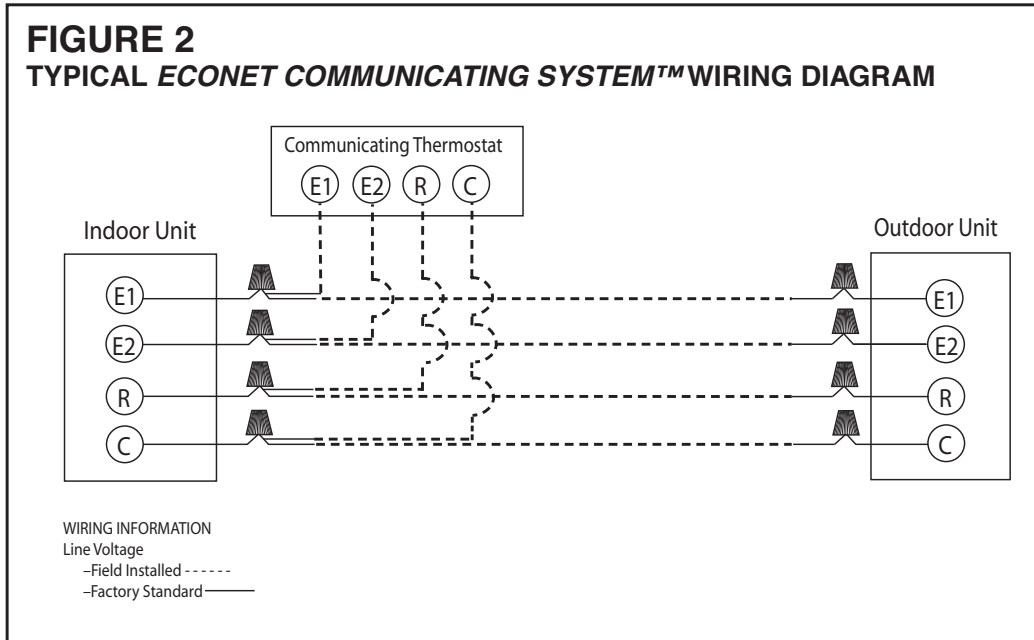 FIGURE 2
TYPICAL ECONET COMMUNICATING SYSTEM™ WIRING DIAGRAM
Communicating Thermostat
E1 E2 R C
Indoor Unit
Outdoor Unit
E1 E1
E2 E2
R R
C C
WIRING INFORMATION
Line Voltage
–Field Installed - - - - - -
–Factory Standard ———